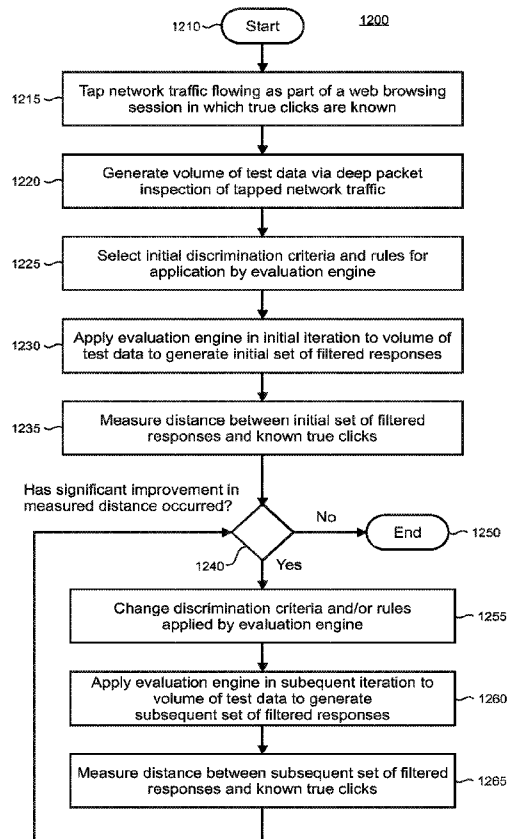 1200
1210
Start
1215
Tap network traffic flowing as part of a web browsing
session in which true clicks are known
1220
Generate volume of test data via deep packet
inspection of tapped network traffic
1225
Select initial discrimination criteria and rules for
application by evaluation engine
1230
Apply evaluation engine in initial iteration to volume of
test data to generate initial set of filtered responses
1235
Measure distance between initial set of filtered
responses and known true clicks
Has significant improvement in
measured distance occurred?
No
End
1250
1240
Yes
Change discrimination criteria and/or rules
applied by evaluation engine
1255
Apply evaluation engine in subequent iteration to
volume of test data to generate
subsequent set of filtered responses
1260
Measure distance between subsequent set of filtered
responses and known true clicks
1265